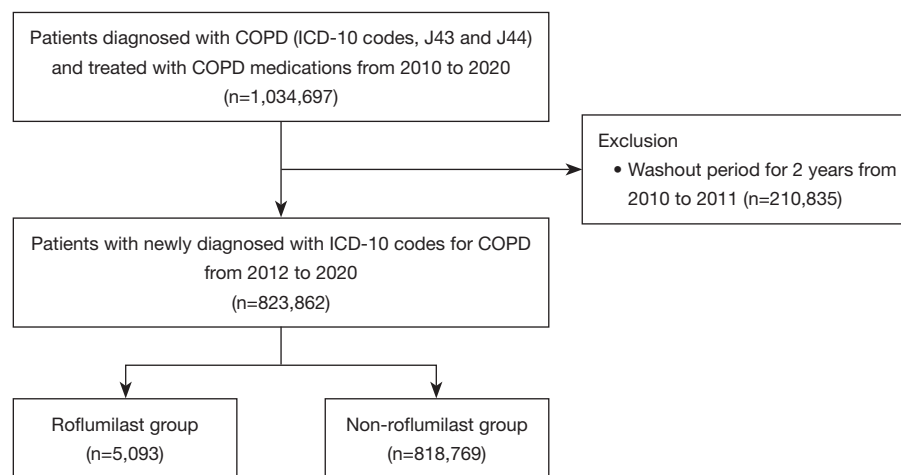 Patients diagnosed with COPD (ICD-10 codes, J43 and J44)
and treated with COPD medications from 2010 to 2020
(n=1,034,697)
Exclusion
• Washout period for 2 years from
2010 to 2011 (n=210,835)
Patients with newly diagnosed with ICD-10 codes for COPD
from 2012 to 2020
(n=823,862)
Roflumilast group
(n=5,093)
Non-roflumilast group
(n=818,769)